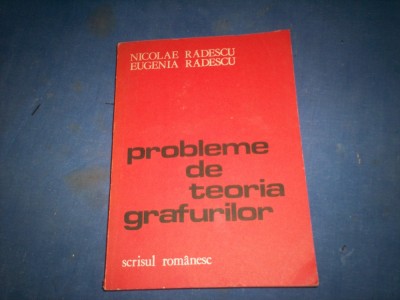 NICOLAE RADESCU
EUGENIA RADESCU
probleme
de
teoria
grafurilor
scrisul românesc